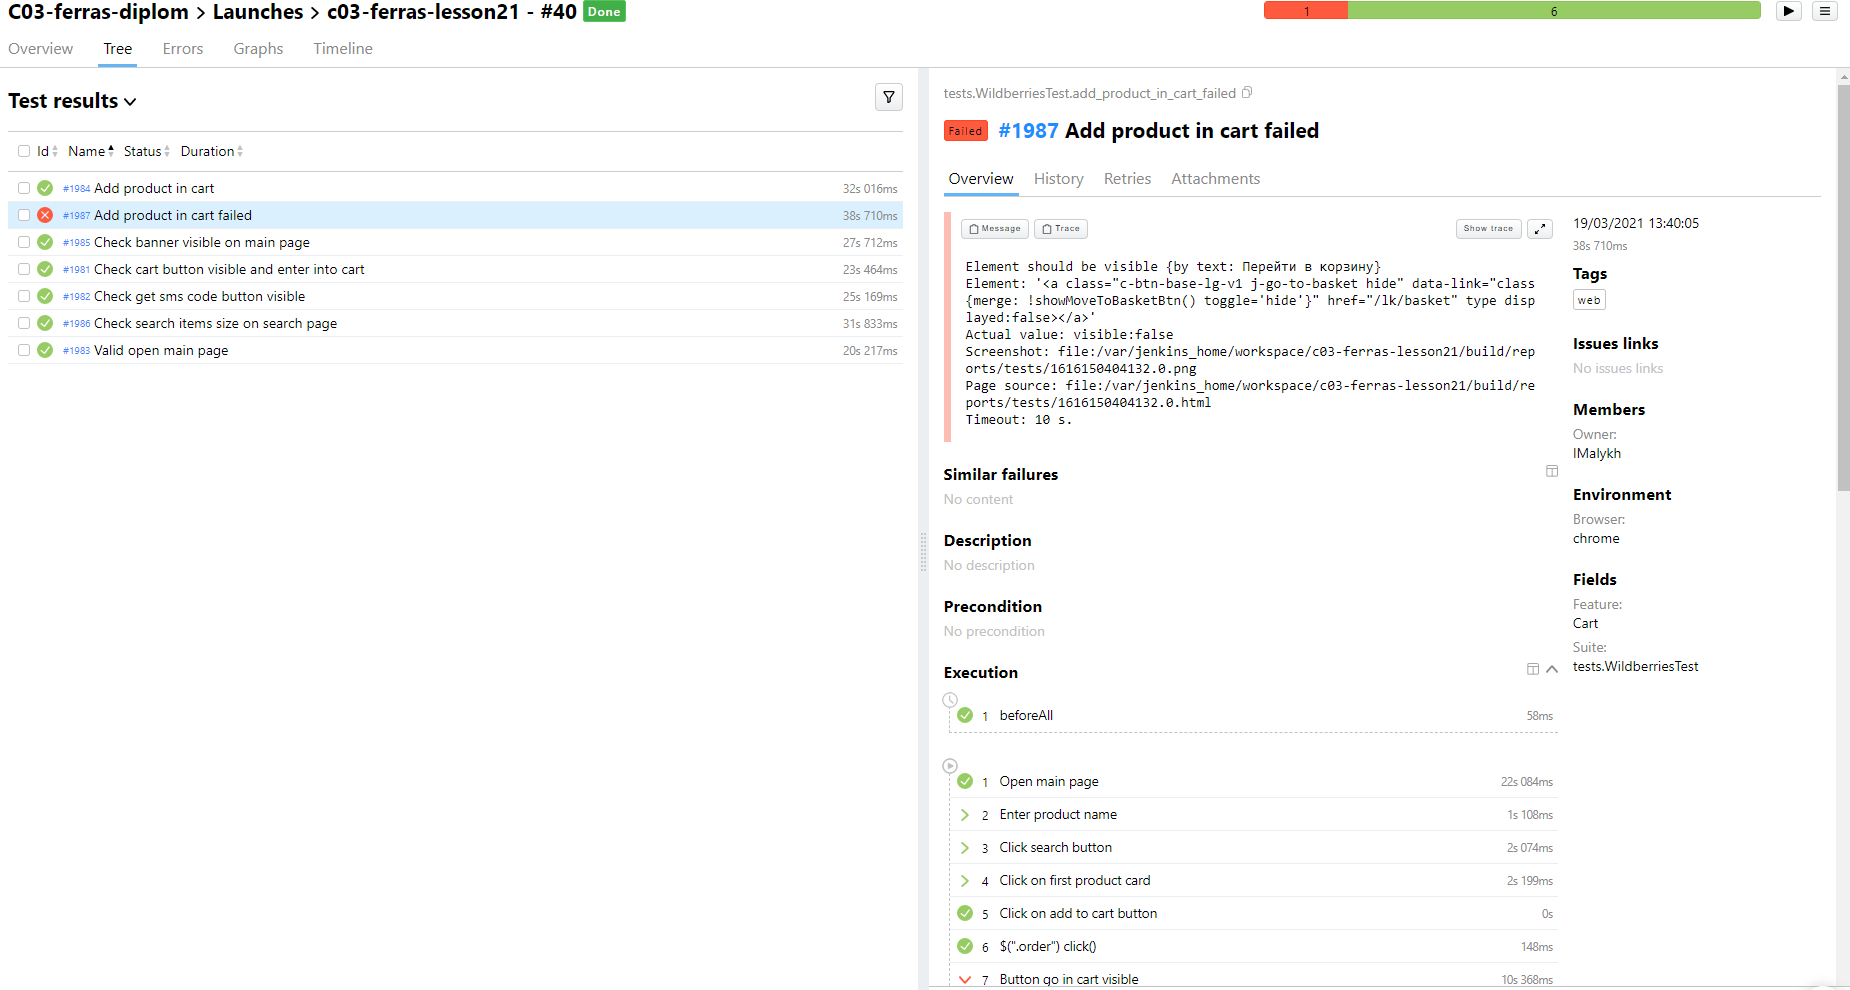 C03-ferras-diplom > Launches > c03-ferras-lesson21 - #40 Done
1 6
Overview Tree Errors Graphs Timeline
Test results
Id Name Status Duration
#1984 Add product in cart 32s 016ms
#1987 Add product in cart failed 38s 710ms
#1985 Check banner visible on main page 27s 712ms
#1981 Check cart button visible and enter into cart 23s 464ms
#1982 Check get sms code button visible 25s 169ms
#1986 Check search items size on search page 31s 833ms
#1983 Valid open main page 20s 217ms
tests.WildberriesTest.add_product_in_cart_failed
Failed #1987 Add product in cart failed
Overview History Retries Attachments
Message Trace Show trace
Element should be visible {by text: Перейти в корзину}
Element: '<a class="c-btn-base-lg-v1 j-go-to-basket hide" data-link="class
{merge: !showMoveToBasketBtn() toggle='hide'}" href="/lk/basket" type disp
layed:false></a>'
Actual value: visible:false
Screenshot: file:/var/jenkins_home/workspace/c03-ferras-lesson21/build/rep
orts/tests/1616150404132.0.png
Page source: file:/var/jenkins_home/workspace/c03-ferras-lesson21/build/re
ports/tests/1616150404132.0.html
Timeout: 10 s.
Similar failures
No content
Description
No description
Precondition
No precondition
Execution
1 beforeAll 58ms
1 Open main page 22s 084ms
2 Enter product name 1s 108ms
3 Click search button 2s 074ms
4 Click on first product card 2s 199ms
5 Click on add to cart button 0s
6 $(".order") click() 148ms
7 Button go in cart visible 10s 368ms
19/03/2021 13:40:05
38s 710ms
Tags
web
Issues links
No issues links
Members
Owner:
IMalykh
Environment
Browser:
chrome
Fields
Feature:
Cart
Suite:
tests.WildberriesTest